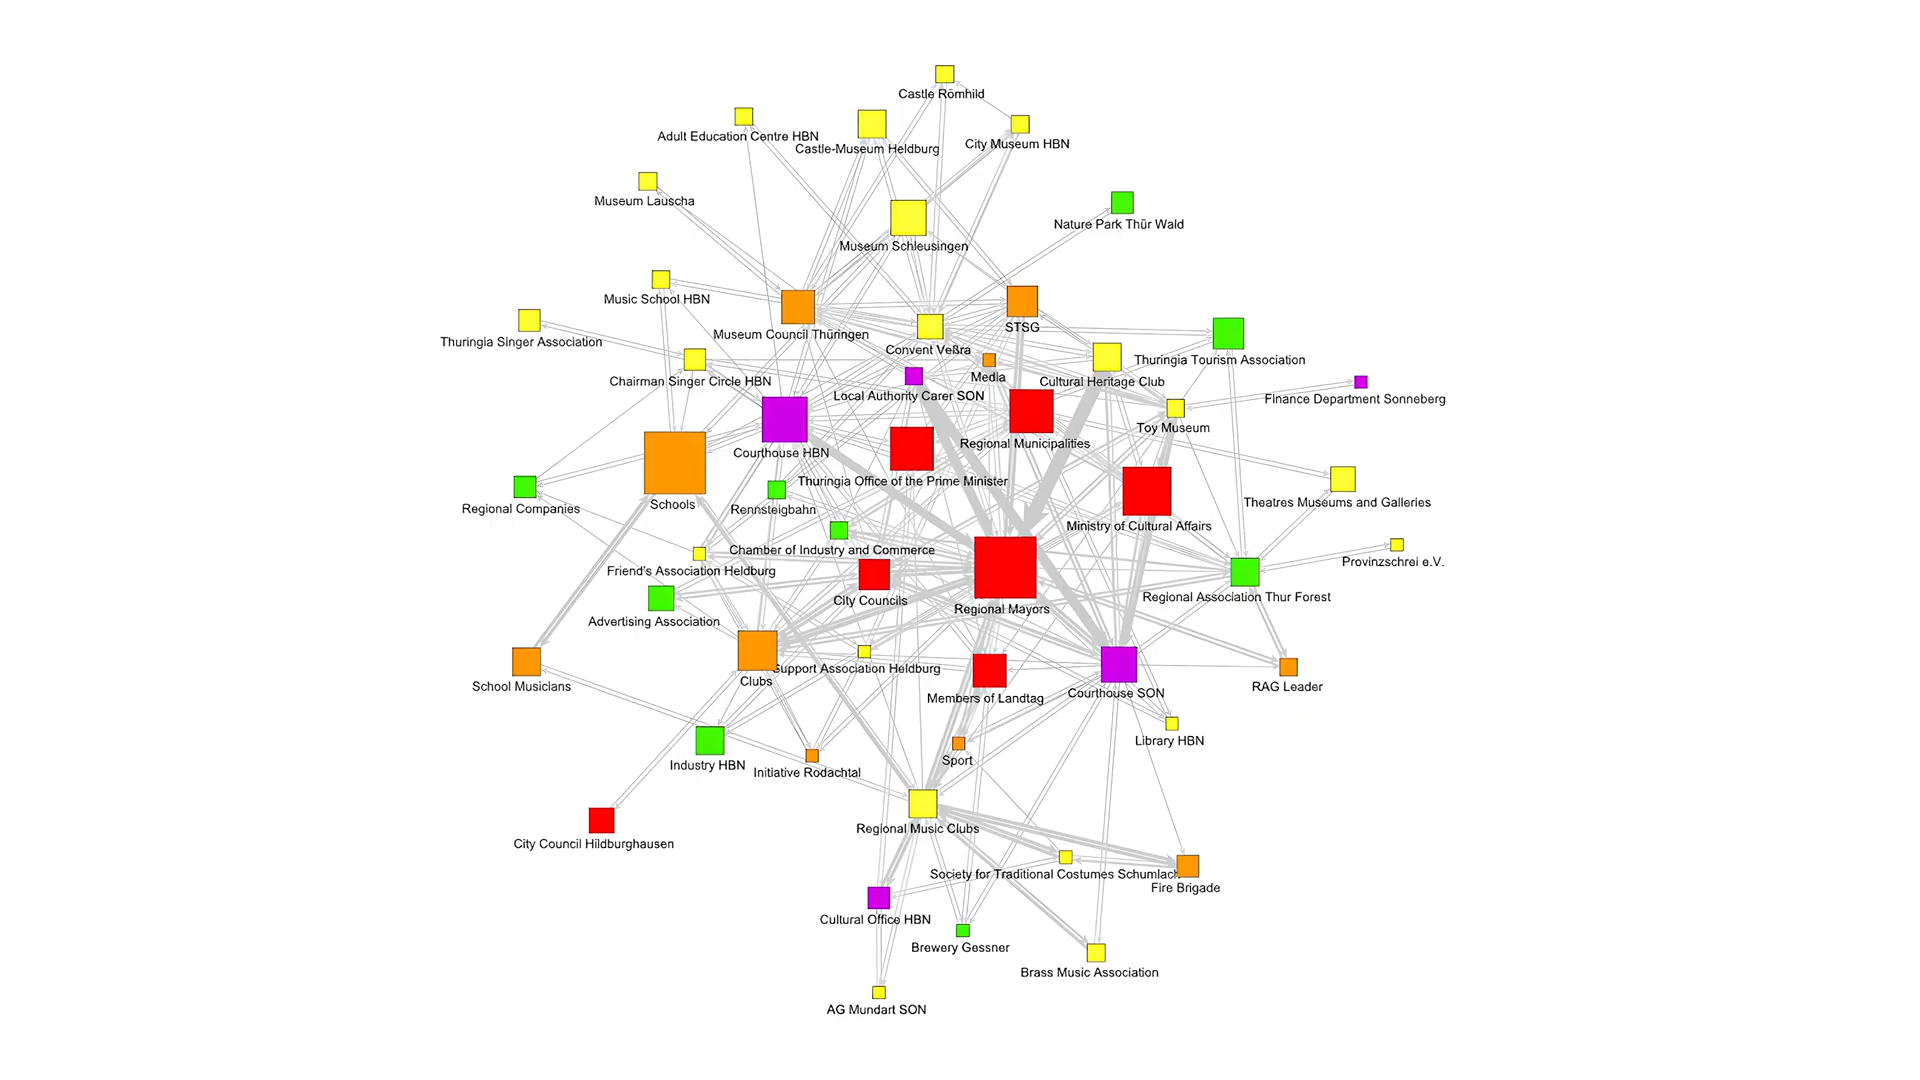 Castle Römhild
Adult Education Centre HBN
City Museum HBN
Castle-Museum Heldburg
Museum Lauscha
Nature Park Thür Wald
Museum Schleusingen
Music School HBN
STSG
Museum Council Thüringen
Thuringia Singer Association
Convent Veßra
Thuringia Tourism Association
Media
Chairman Singer Circle HBN
Cultural Heritage Club
Local Authority Carer SON
Finance Department Sonneberg
Toy Museum
Regional Municipalities
Courthouse HBN
Thuringia Office of the Prime Minister
Theatres Museums and Galleries
Schools
Regional Companies
Rennsteigbahn
Ministry of Cultural Affairs
Chamber of Industry and Commerce
Provinzschrei e.V.
Friend's Association Heldburg
Regional Association Thur Forest
City Councils
Regional Mayors
Advertising Association
Support Association Heldburg
Clubs
School Musicians
RAG Leader
Courthouse SON
Members of Landtag
Library HBN
Sport
Industry HBN
Initiative Rodachtal
Regional Music Clubs
City Council Hildburghausen
Society for Traditional Costumes Schumlach
Fire Brigade
Cultural Office HBN
Brewery Gessner
Brass Music Association
AG Mundart SON